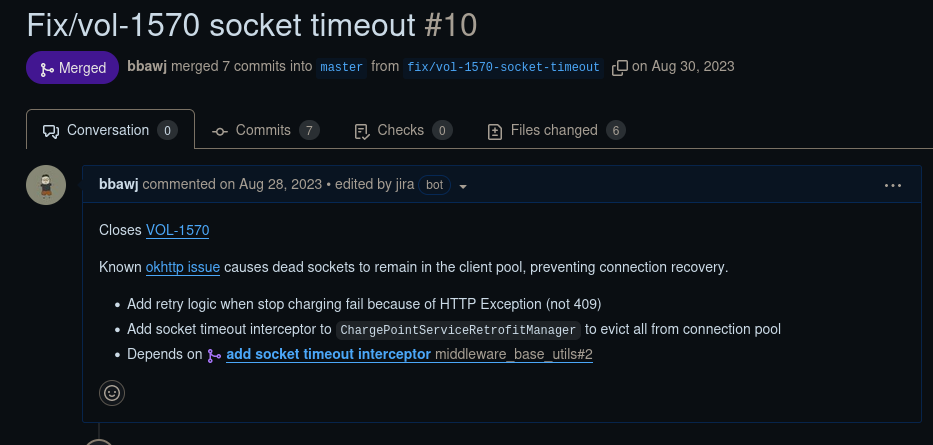 Fix/vol-1570 socket timeout #10
Merged bbawj merged 7 commits into master from fix/vol-1570-socket-timeout on Aug 30, 2023
Conversation 0 Commits 7 Checks 0 Files changed 6
bbawj commented on Aug 28, 2023 • edited by jira bot
Closes VOL-1570
Known okhttp issue causes dead sockets to remain in the client pool, preventing connection recovery.
• Add retry logic when stop charging fail because of HTTP Exception (not 409)
• Add socket timeout interceptor to ChargePointServiceRetrofitManager to evict all from connection pool
• Depends on add socket timeout interceptor middleware_base_utils#2